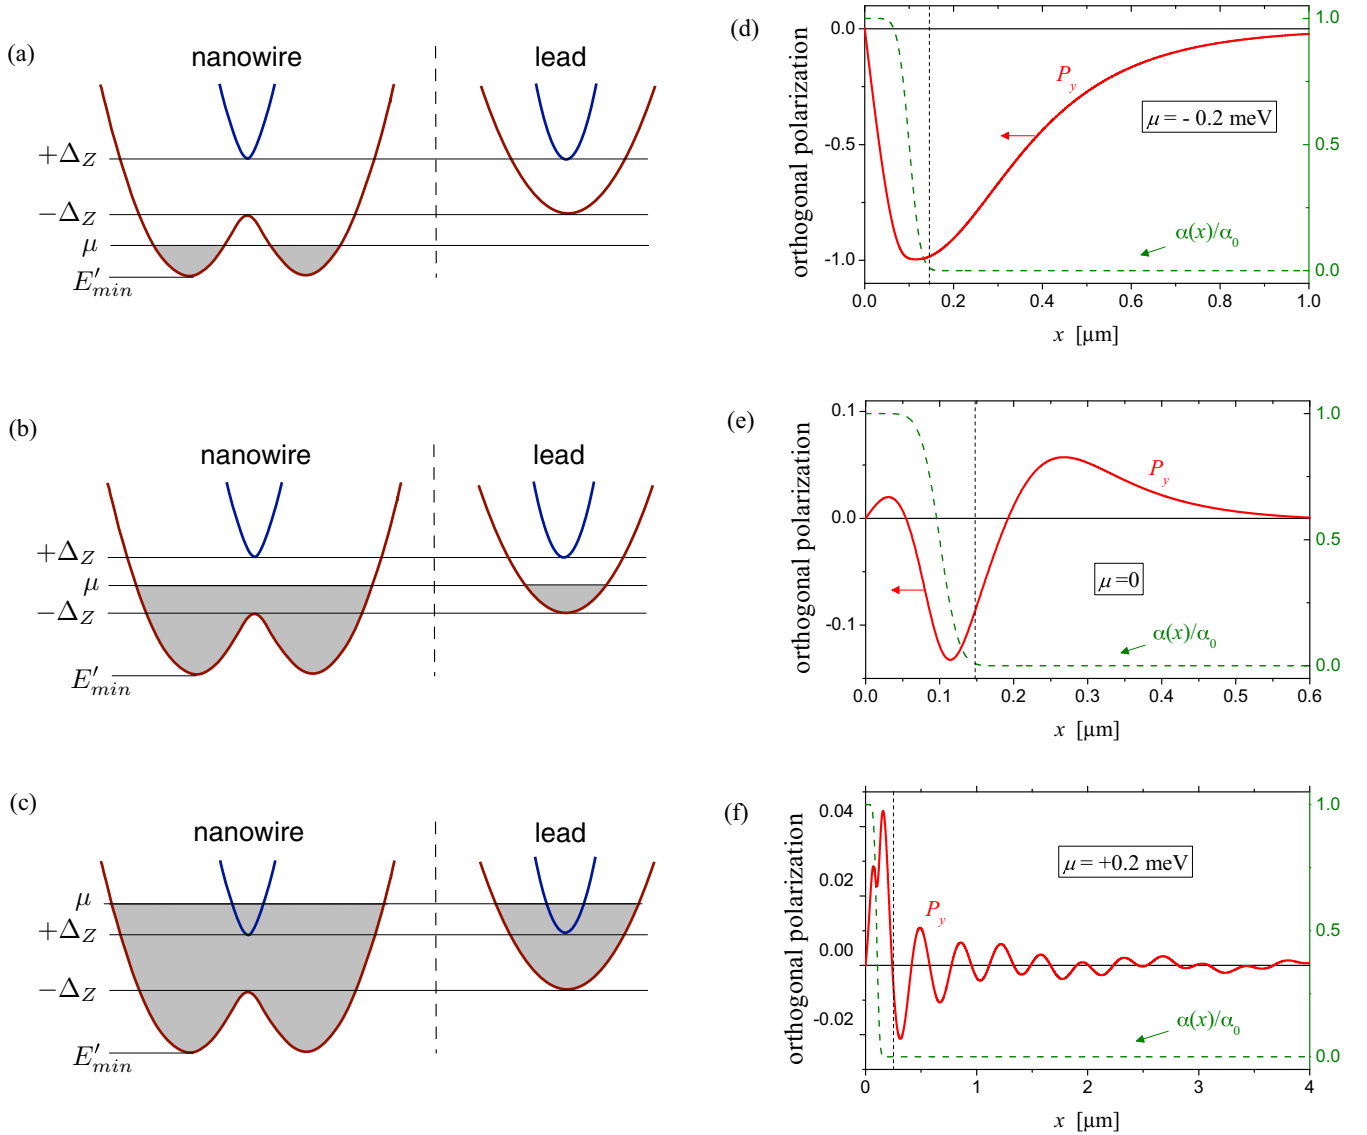 (a)
nanowire
lead
+Δ_Z
−Δ_Z
μ
E′_min
(b)
nanowire
lead
+Δ_Z
μ
−Δ_Z
E′_min
(c)
nanowire
lead
μ
+Δ_Z
−Δ_Z
E′_min
(d)
orthogonal polarization
0.0
-0.5
-1.0
P_y
μ = - 0.2 meV
α(x)/α_0
1.0
0.5
0.0
0.0 0.2 0.4 0.6 0.8 1.0
x [μm]
(e)
orthogonal polarization
0.1
0.0
-0.1
P_y
μ =0
α(x)/α_0
1.0
0.5
0.0
0.0 0.1 0.2 0.3 0.4 0.5 0.6
x [μm]
(f)
orthogonal polarization
0.04
0.02
0.00
-0.02
P_y
μ = +0.2 meV
α(x)/α_0
1.0
0.5
0.0
0 1 2 3 4
x [μm]